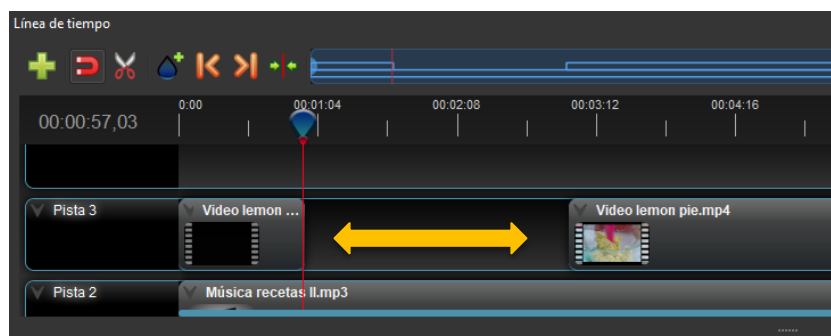 Línea de tiempo
0:00 00:01:04 00:02:08 00:03:12 00:04:16
00:00:57,03
Pista 3 Video lemon ... Video lemon pie.mp4
Pista 2 Música recetas II.mp3